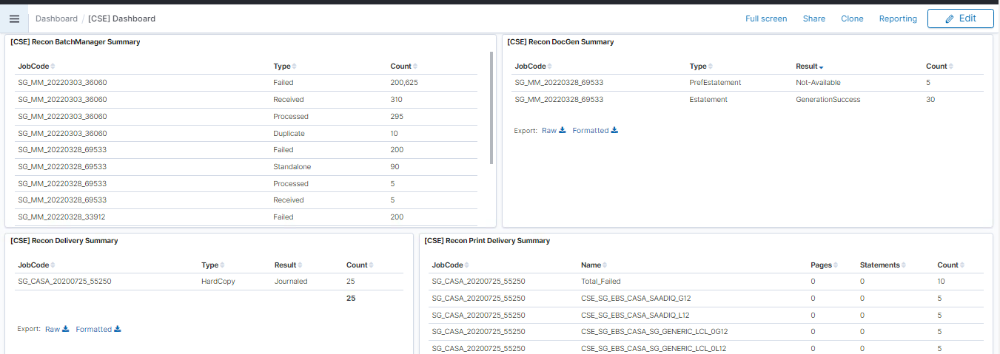 Dashboard / [CSE] Dashboard Full screen Share Clone Reporting Edit
[CSE] Recon BatchManager Summary
JobCode Type Count
SG_MM_20220303_36060 Failed 200,625
SG_MM_20220303_36060 Received 310
SG_MM_20220303_36060 Processed 295
SG_MM_20220303_36060 Duplicate 10
SG_MM_20220328_69533 Failed 200
SG_MM_20220328_69533 Standalone 90
SG_MM_20220328_69533 Processed 5
SG_MM_20220328_69533 Received 5
SG_MM_20220328_33912 Failed 200
[CSE] Recon DocGen Summary
JobCode Type Result Count
SG_MM_20220328_69533 PrefEstatement Not-Available 5
SG_MM_20220328_69533 Estatement GenerationSuccess 30
Export: Raw Formatted
[CSE] Recon Delivery Summary
JobCode Type Result Count
SG_CASA_20200725_55250 HardCopy Journaled 25
25
Export: Raw Formatted
[CSE] Recon Print Delivery Summary
JobCode Name Pages Statements Count
SG_CASA_20200725_55250 Total_Failed 0 0 10
SG_CASA_20200725_55250 CSE_SG_EBS_CASA_SAADIQ_G12 0 0 5
SG_CASA_20200725_55250 CSE_SG_EBS_CASA_SAADIQ_L12 0 0 5
SG_CASA_20200725_55250 CSE_SG_EBS_CASA_SG_GENERIC_LCL_0G12 0 0 5
SG_CASA_20200725_55250 CSE_SG_EBS_CASA_SG_GENERIC_LCL_0L12 0 0 5